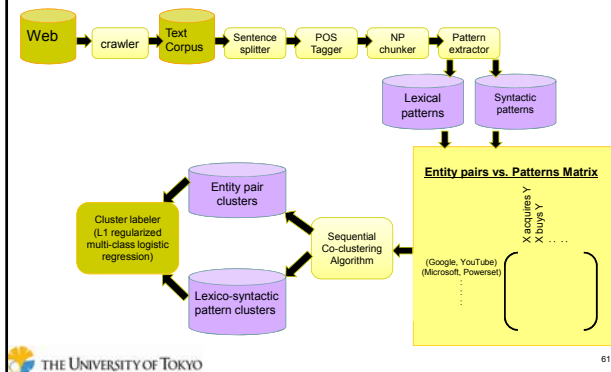 Web
crawler
Text
Corpus
Sentence
splitter
POS
Tagger
NP
chunker
Pattern
extractor
Lexical
patterns
Syntactic
patterns
Entity pairs vs. Patterns Matrix
X acquires Y
X buys Y
.. ..
(Google, YouTube)
(Microsoft, Powerset)
:
:
:
Sequential
Co-clustering
Algorithm
Entity pair
clusters
Lexico-syntactic
pattern clusters
Cluster labeler
(L1 regularized
multi-class logistic
regression)
THE UNIVERSITY OF TOKYO
61